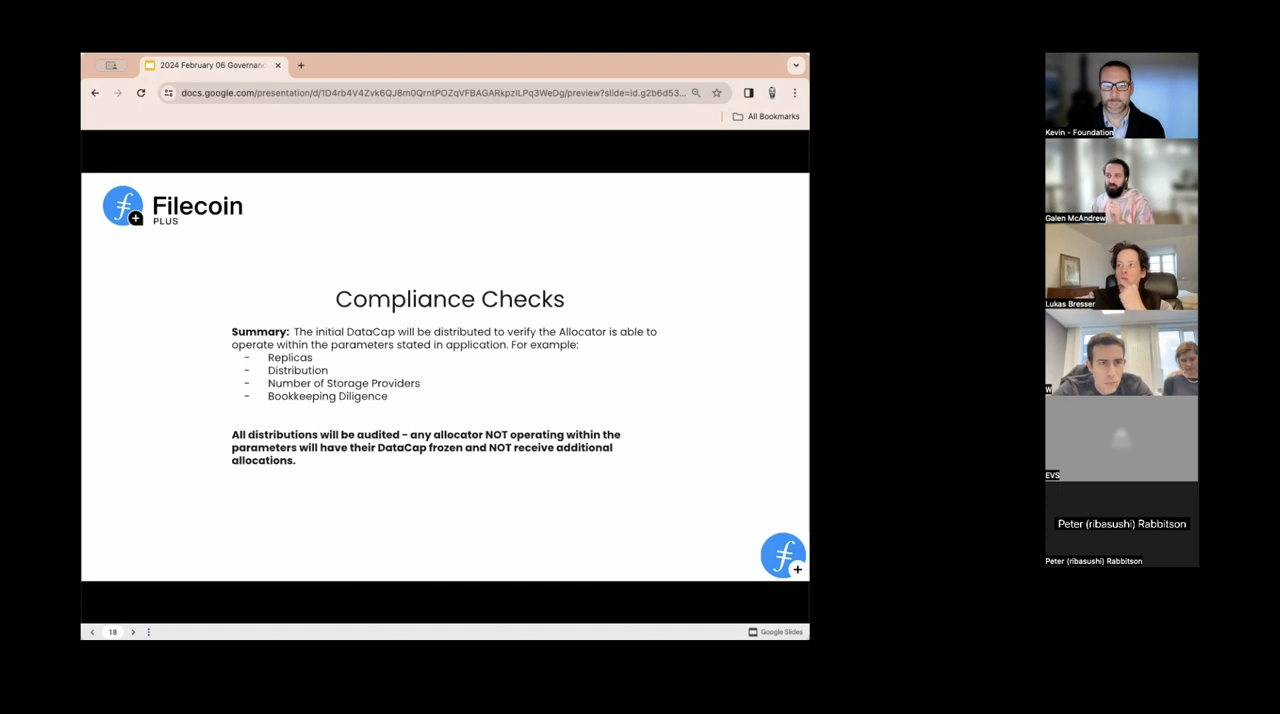 2024 February 06 Governanc
docs.google.com/presentation/d/1D4rb4V4Zvk6QJ8m0QrntPOZqVFBAGARkpzILPq3WeDg/preview?slide=id.g2b6d53...
All Bookmarks
Filecoin
PLUS
Compliance Checks
Summary: The initial DataCap will be distributed to verify the Allocator is able to
operate within the parameters stated in application. For example:
- Replicas
- Distribution
- Number of Storage Providers
- Bookkeeping Diligence
All distributions will be audited - any allocator NOT operating within the
parameters will have their DataCap frozen and NOT receive additional
allocations.
18
Google Slides
Kevin - Foundation
Galen McAndrew
Lukas Bresser
W
EVS
Peter (ribasushi) Rabbitson
Peter (ribasushi) Rabbitson